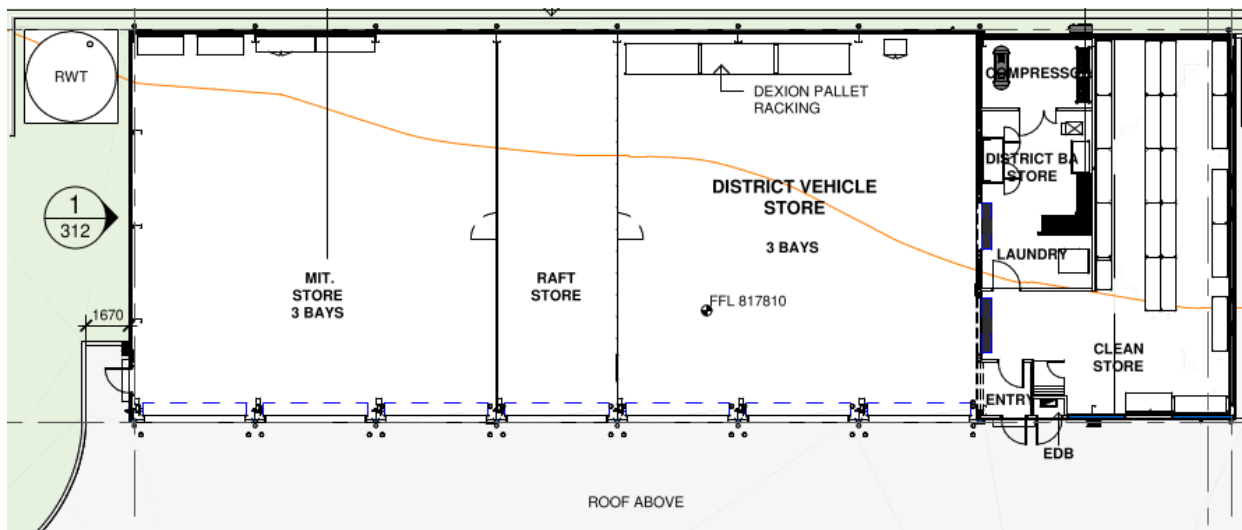 RWT
COMPRESSOR
DEXION PALLET
RACKING
DISTRICT BA
STORE
DISTRICT VEHICLE
STORE
3 BAYS
1
312
LAUNDRY
MIT.
STORE
3 BAYS
RAFT
STORE
FFL 817810
1670
CLEAN
STORE
ENTRY
EDB
ROOF ABOVE